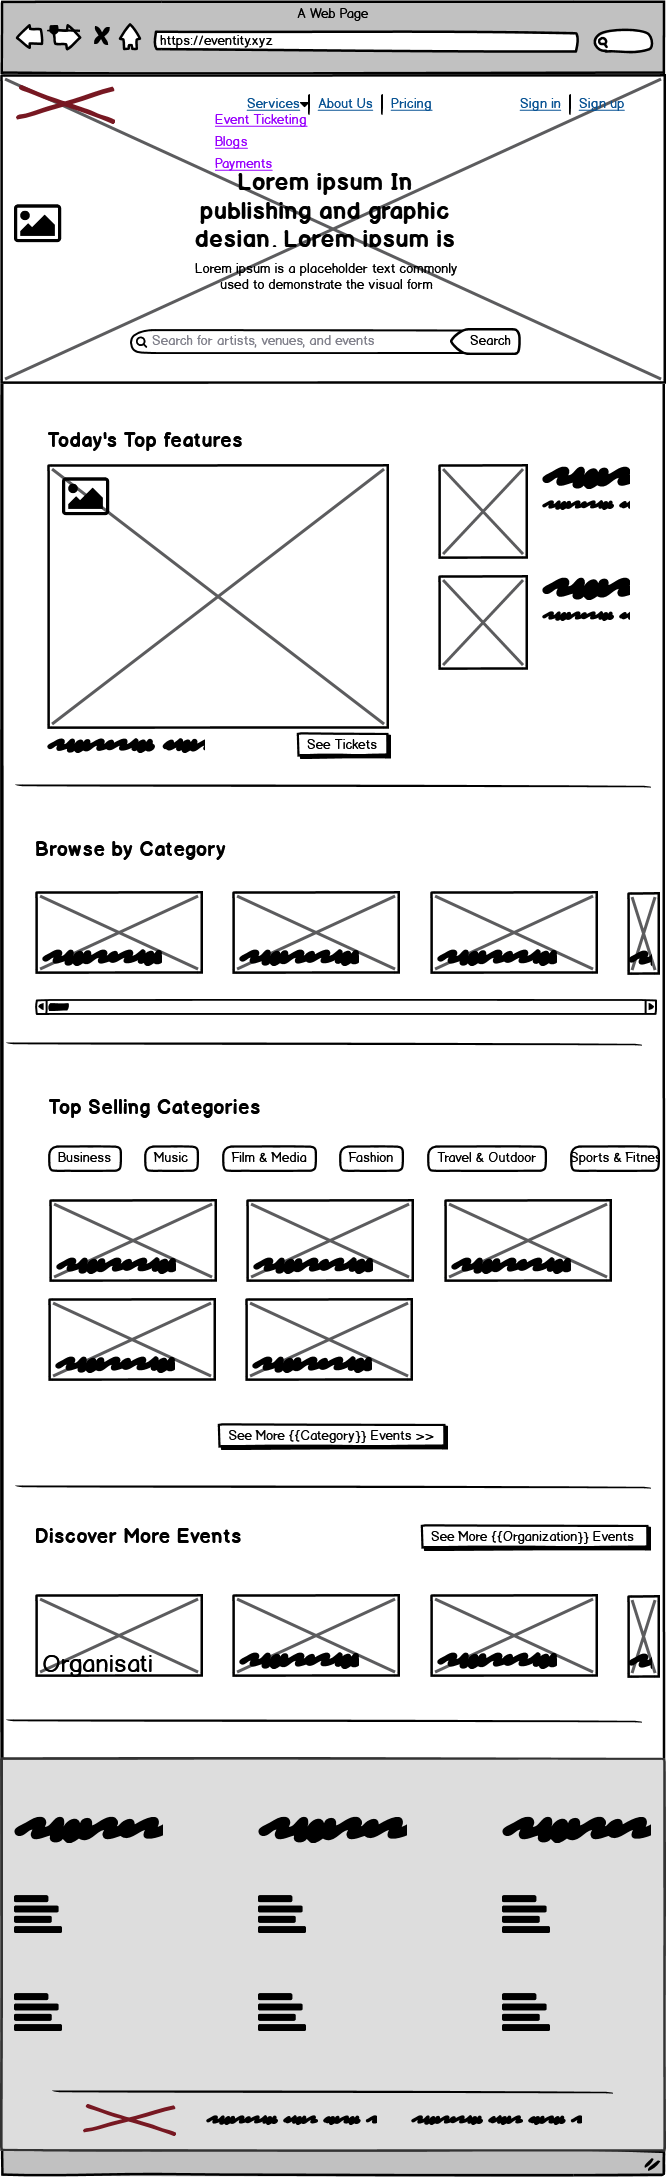 A Web Page
https://eventity.xyz
Services About Us Pricing Sign in Sign up
Event Ticketing
Blogs
Payments
Lorem ipsum In
publishing and graphic
design. Lorem ipsum is
Lorem ipsum is a placeholder text commonly
used to demonstrate the visual form
Search for artists, venues, and events Search
Today's Top features
See Tickets
Browse by Category
Top Selling Categories
Business Music Film & Media Fashion Travel & Outdoor Sports & Fitnes
See More {{Category}} Events >>
Discover More Events See More {{Organization}} Events
Organisati